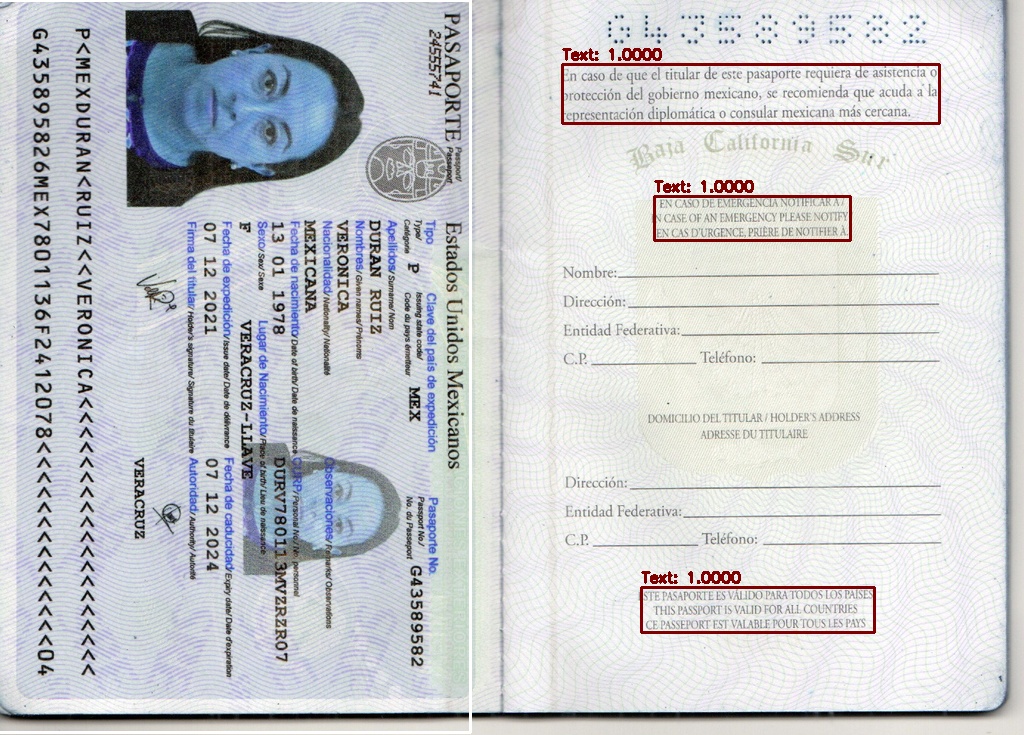 PASAPORTE
24555741
Passport/
Passeport
Estados Unidos Mexicanos
Tipo
Clave del país de expedición
Pasaporte No.
Type/
Issuing state code/
Passport No./
Catégorie
P
Code du pays émetteur
MEX
No. du Passeport
G43589582
Apellidos/Surname/Nom
DURAN RUIZ
Nombres/Given names/Prénoms
VERONICA
Nacionalidad/Nationality/Nationalité
Observaciones/Remarks/Observations
MEXICANA
Fecha de nacimiento/Date of birth/Date de naissance
CURP/Personal No./No. personnel
13 01 1978
DURV780113MVZRZR07
Sexo/Sex/Sexe
Lugar de Nacimiento/Place of birth/Lieu de naissance
F
VERACRUZ-LLAVE
Fecha de expedición/Issue date/Date de délivrance
Fecha de caducidad/Expiry date/Date d'expiration
07 12 2021
07 12 2024
Firma del titular/Holder's signature/Signature du titulaire
Autoridad/Authority/Autorité
VERACRUZ
P<MEXDURAN<RUIZ<<VERONICA<<<<<<<<<<<<<<<<<<<
G435895826MEX7801136F2412078<<<<<<<<<<<<<<04
G43589582
Text: 1.0000
En caso de que el titular de este pasaporte requiera de asistencia o
protección del gobierno mexicano, se recomienda que acuda a la
representación diplomática o consular mexicana más cercana.
Baja California Sur
Text: 1.0000
EN CASO DE EMERGENCIA NOTIFICAR A /
IN CASE OF AN EMERGENCY PLEASE NOTIFY
EN CAS D'URGENCE, PRIÈRE DE NOTIFIER À.
Nombre:
Dirección:
Entidad Federativa:
C.P. Teléfono:
DOMICILIO DEL TITULAR / HOLDER'S ADDRESS
ADRESSE DU TITULAIRE
Dirección:
Entidad Federativa:
C.P. Teléfono:
Text: 1.0000
ESTE PASAPORTE ES VÁLIDO PARA TODOS LOS PAÍSES
THIS PASSPORT IS VALID FOR ALL COUNTRIES
CE PASSEPORT EST VALABLE POUR TOUS LES PAYS